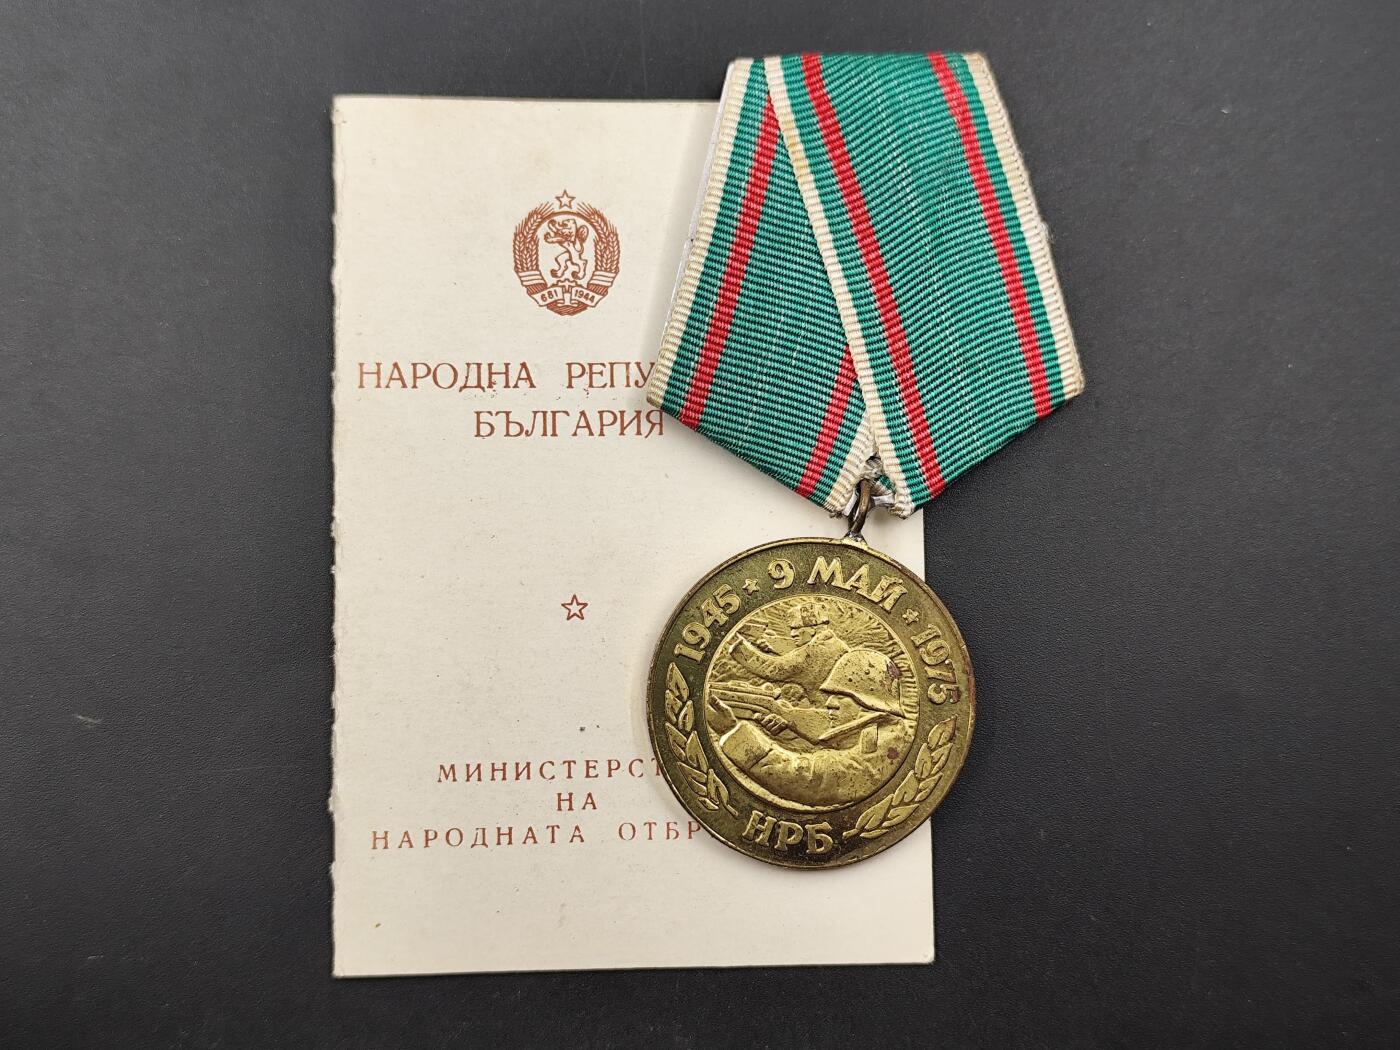 681 1944
НАРОДНА РЕПУ
БЪЛГАРИЯ
МИНИСТЕРСТ
НА
НАРОДНАТА ОТБР
1945 ★ 9 МАЙ ★ 1975
НРБ